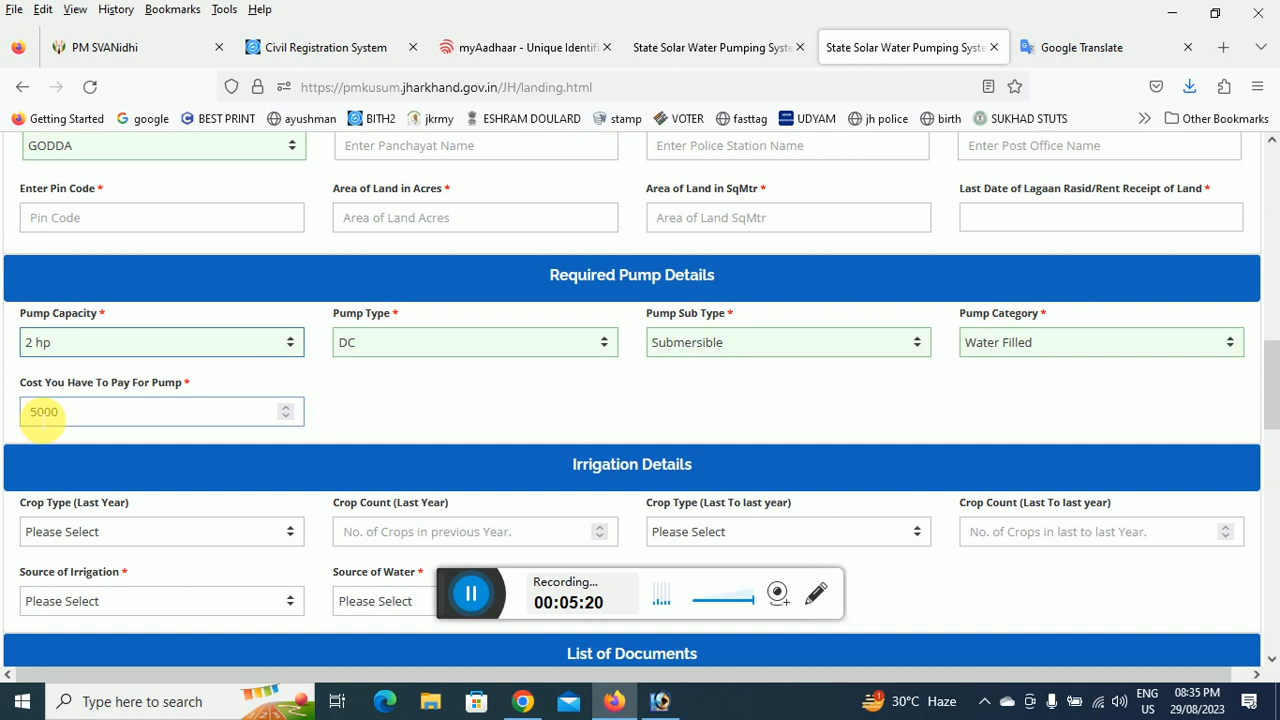 File Edit View History Bookmarks Tools Help
PM SVANidhi
Civil Registration System
myAadhaar - Unique Identif
State Solar Water Pumping Syste
State Solar Water Pumping Syste
Google Translate
https://pmkusum.jharkhand.gov.in/JH/landing.html
Getting Started google BEST PRINT ayushman BITH2 jkrmy ESHRAM DOULARD stamp VOTER fasttag UDYAM jh police birth SUKHAD STUTS Other Bookmarks
GODDA Enter Panchayat Name Enter Police Station Name Enter Post Office Name
Enter Pin Code * Area of Land in Acres * Area of Land in SqMtr * Last Date of Lagaan Rasid/Rent Receipt of Land *
Pin Code Area of Land Acres Area of Land SqMtr
Required Pump Details
Pump Capacity * Pump Type * Pump Sub Type * Pump Category *
2 hp DC Submersible Water Filled
Cost You Have To Pay For Pump *
5000
Irrigation Details
Crop Type (Last Year) Crop Count (Last Year) Crop Type (Last To last year) Crop Count (Last To last year)
Please Select No. of Crops in previous Year. Please Select No. of Crops in last to last Year.
Source of Irrigation * Source of Water *
Please Select Please Select
Recording...
00:05:20
List of Documents
Type here to search
30°C Haze
ENG
US
08:35 PM
29/08/2023